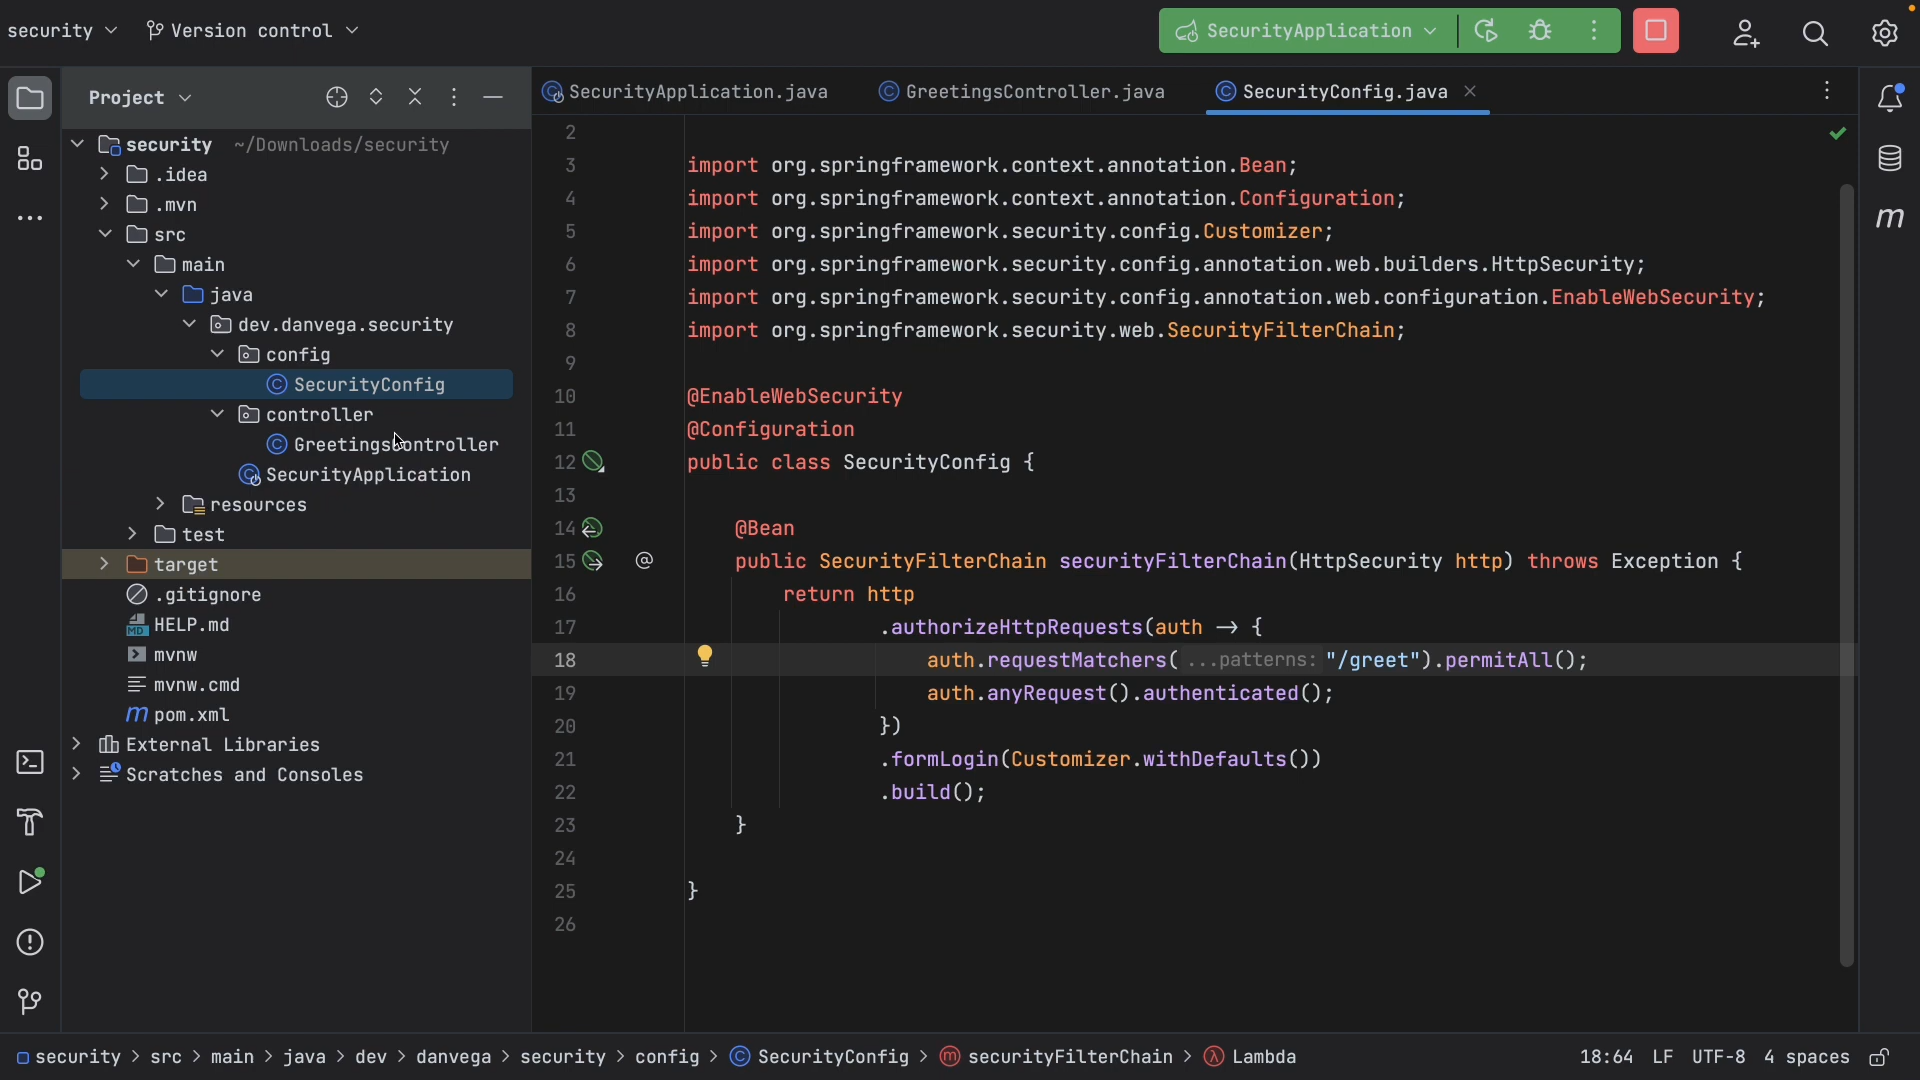 security
Version control
SecurityApplication
Project
SecurityApplication.java
GreetingsController.java
SecurityConfig.java
security ~/Downloads/security
.idea
.mvn
src
main
java
dev.danvega.security
config
SecurityConfig
controller
GreetingsController
SecurityApplication
resources
test
target
.gitignore
HELP.md
mvnw
mvnw.cmd
pom.xml
External Libraries
Scratches and Consoles
2
3 import org.springframework.context.annotation.Bean;
4 import org.springframework.context.annotation.Configuration;
5 import org.springframework.security.config.Customizer;
6 import org.springframework.security.config.annotation.web.builders.HttpSecurity;
7 import org.springframework.security.config.annotation.web.configuration.EnableWebSecurity;
8 import org.springframework.security.web.SecurityFilterChain;
9
10 @EnableWebSecurity
11 @Configuration
12 public class SecurityConfig {
13
14 @Bean
15 @ public SecurityFilterChain securityFilterChain(HttpSecurity http) throws Exception {
16 return http
17 .authorizeHttpRequests(auth → {
18 auth.requestMatchers( ...patterns: "/greet").permitAll();
19 auth.anyRequest().authenticated();
20 })
21 .formLogin(Customizer.withDefaults())
22 .build();
23 }
24
25 }
26
security > src > main > java > dev > danvega > security > config > SecurityConfig > securityFilterChain > Lambda
18:64 LF UTF-8 4 spaces